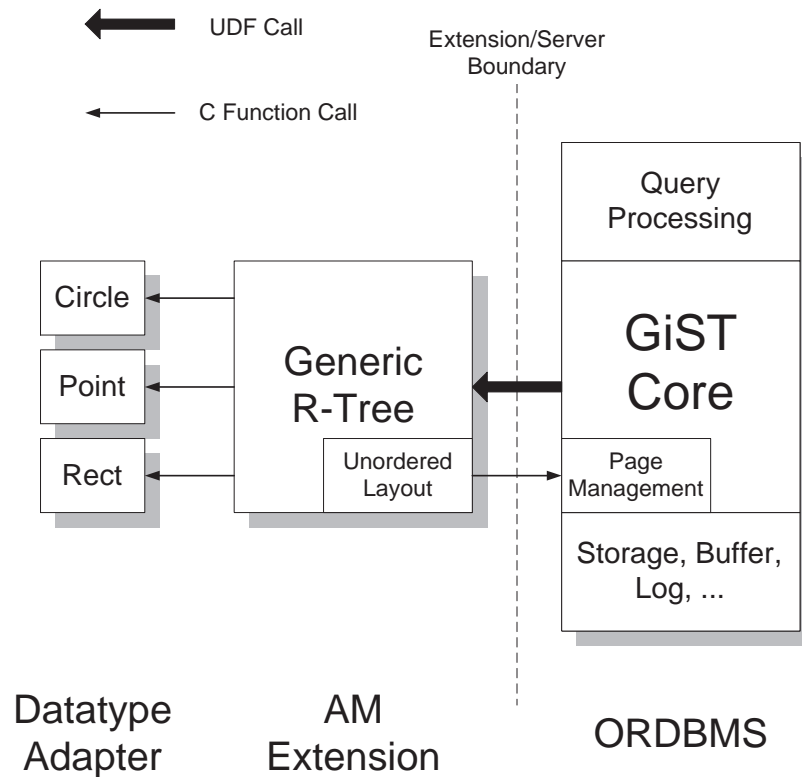 UDF Call
Extension/Server
Boundary
C Function Call
Query
Processing
Circle
GiST
Core
Generic
R-Tree
Point
Rect
Unordered
Layout
Page
Management
Storage, Buffer,
Log, ...
Datatype
Adapter
AM
Extension
ORDBMS